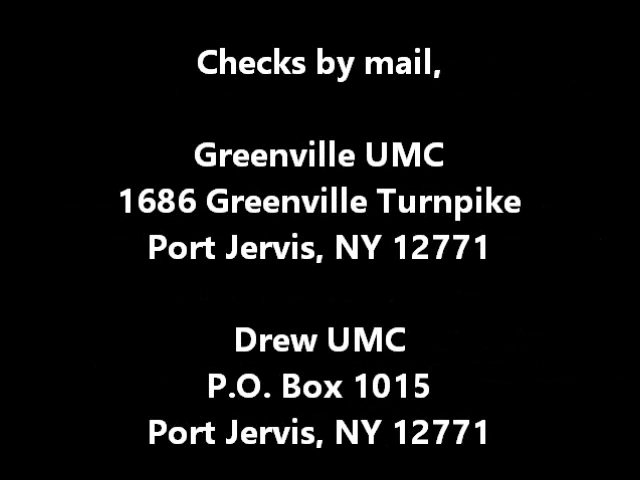 Checks by mail,
Greenville UMC
1686 Greenville Turnpike
Port Jervis, NY 12771
Drew UMC
P.O. Box 1015
Port Jervis, NY 12771